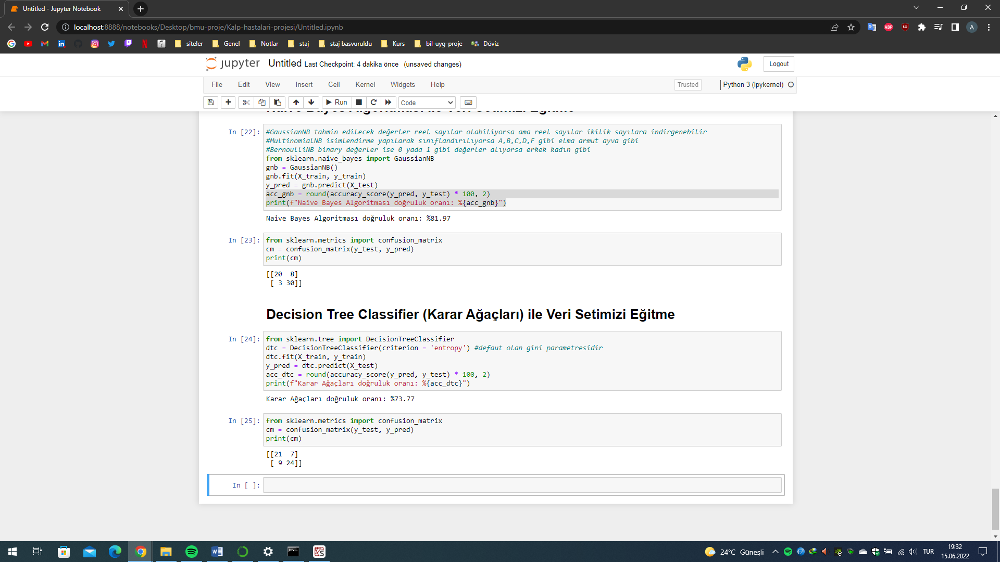 Untitled - Jupyter Notebook
localhost:8888/notebooks/Desktop/bmu-proje/Kalp-hastalari-projesi/Untitled.ipynb
siteler Genel Notlar staj staj basvuruldu Kurs bil-uyg-proje Döviz
jupyter Untitled Last Checkpoint: 4 dakika önce (unsaved changes) Logout
File Edit View Insert Cell Kernel Widgets Help Trusted Python 3 (ipykernel)
Run Code
In [22]: #GaussianNB tahmin edilecek değerler reel sayılar olabiliyorsa ama reel sayılar ikilik sayılara indirgenebilir
#MultinomialNB isimlendirme yapılarak sınıflandırılıyorsa A,B,C,D,F gibi elma armut ayva gibi
#BernoulliNB binary değerler ise 0 yada 1 gibi değerler alıyorsa erkek kadın gibi
from sklearn.naive_bayes import GaussianNB
gnb = GaussianNB()
gnb.fit(X_train, y_train)
y_pred = gnb.predict(X_test)
acc_gnb = round(accuracy_score(y_pred, y_test) * 100, 2)
print(f"Naive Bayes Algoritması doğruluk oranı: %{acc_gnb}")
Naive Bayes Algoritması doğruluk oranı: %81.97
In [23]: from sklearn.metrics import confusion_matrix
cm = confusion_matrix(y_test, y_pred)
print(cm)
[[20  8]
[ 3 30]]
Decision Tree Classifier (Karar Ağaçları) ile Veri Setimizi Eğitme
In [24]: from sklearn.tree import DecisionTreeClassifier
dtc = DecisionTreeClassifier(criterion = 'entropy') #defaut olan gini parametresidir
dtc.fit(X_train, y_train)
y_pred = dtc.predict(X_test)
acc_dtc = round(accuracy_score(y_pred, y_test) * 100, 2)
print(f"Karar Ağaçları doğruluk oranı: %{acc_dtc}")
Karar Ağaçları doğruluk oranı: %73.77
In [25]: from sklearn.metrics import confusion_matrix
cm = confusion_matrix(y_test, y_pred)
print(cm)
[[21  7]
[ 9 24]]
In [ ]:
24°C Güneşli TUR 19:32
15.06.2022